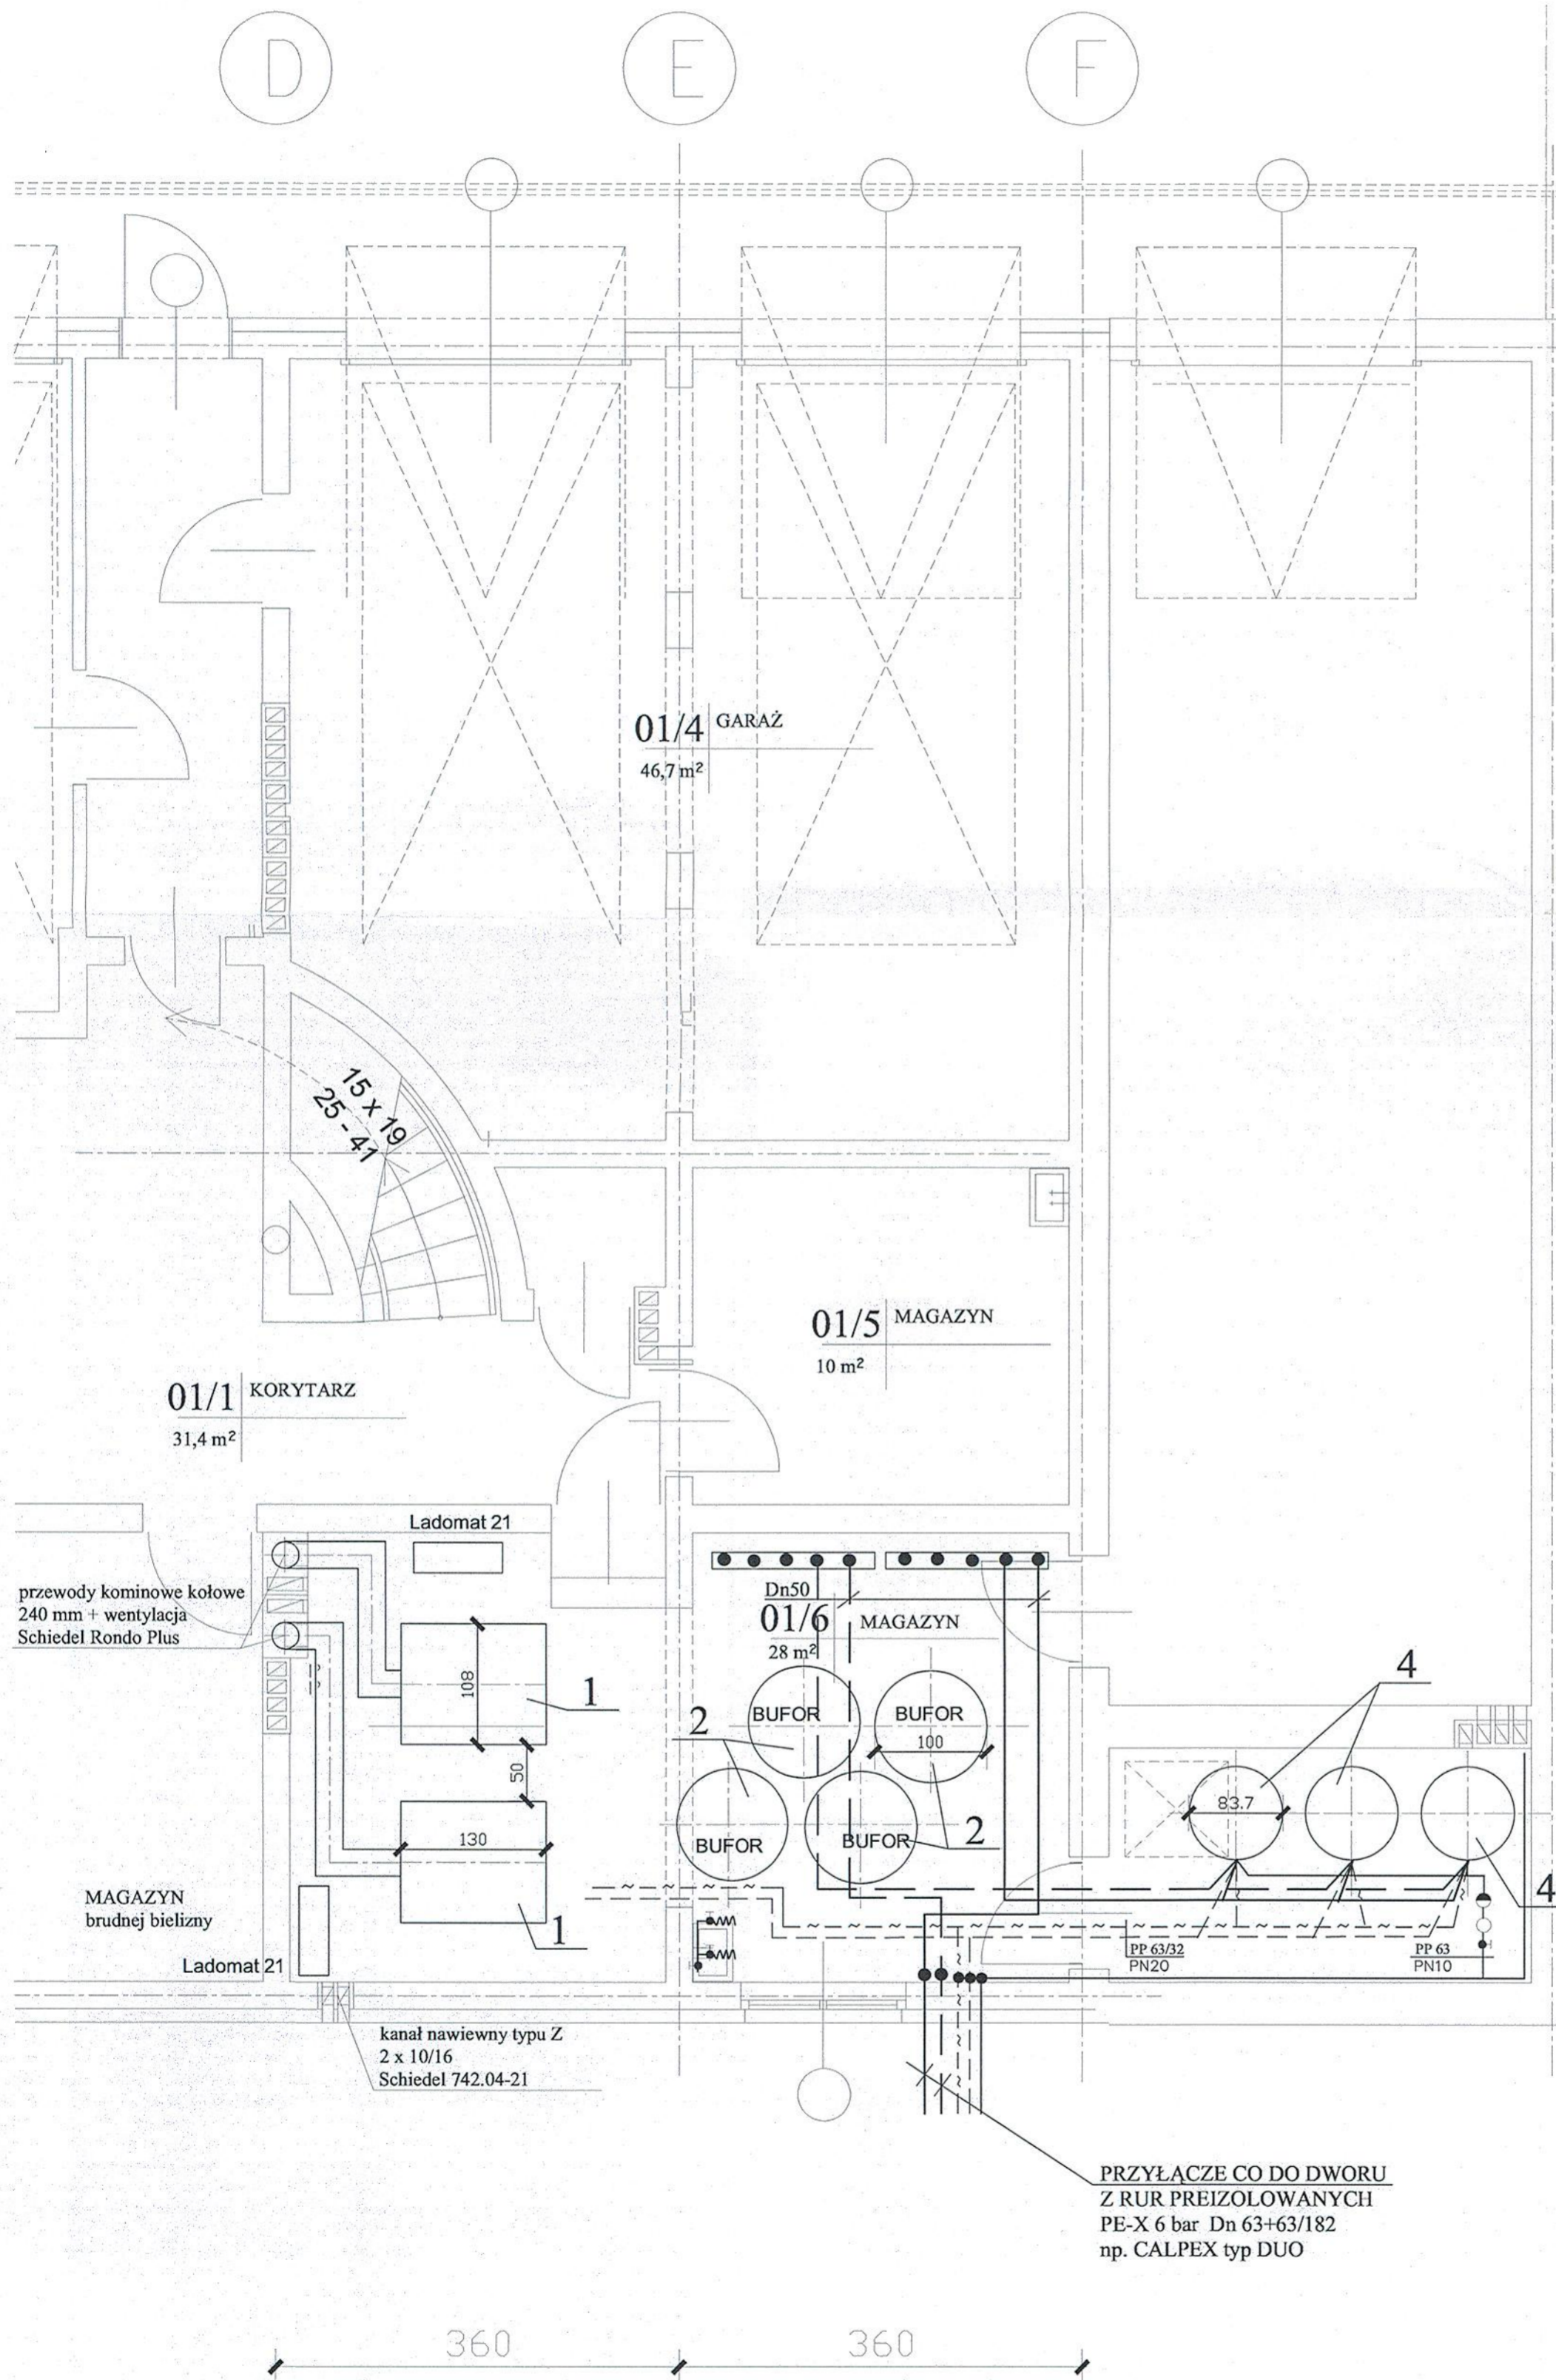 D
E
F
01/4 GARAŻ
46,7 m²
15 x 19
25 - 41
01/5 MAGAZYN
10 m²
01/1 KORYTARZ
31,4 m²
Ladomat 21
przewody kominowe kołowe
240 mm + wentylacja
Schiedel Rondo Plus
Dn50
01/6 MAGAZYN
28 m²
108
1
2
BUFOR
BUFOR
100
4
50
83.7
130
BUFOR
BUFOR
2
4
MAGAZYN
brudnej bielizny
1
Ladomat 21
PP 63/32
PN20
PP 63
PN10
kanał nawiewny typu Z
2 x 10/16
Schiedel 742.04-21
PRZYŁĄCZE CO DO DWORU
Z RUR PREIZOLOWANYCH
PE-X 6 bar Dn 63+63/182
np. CALPEX typ DUO
360
360